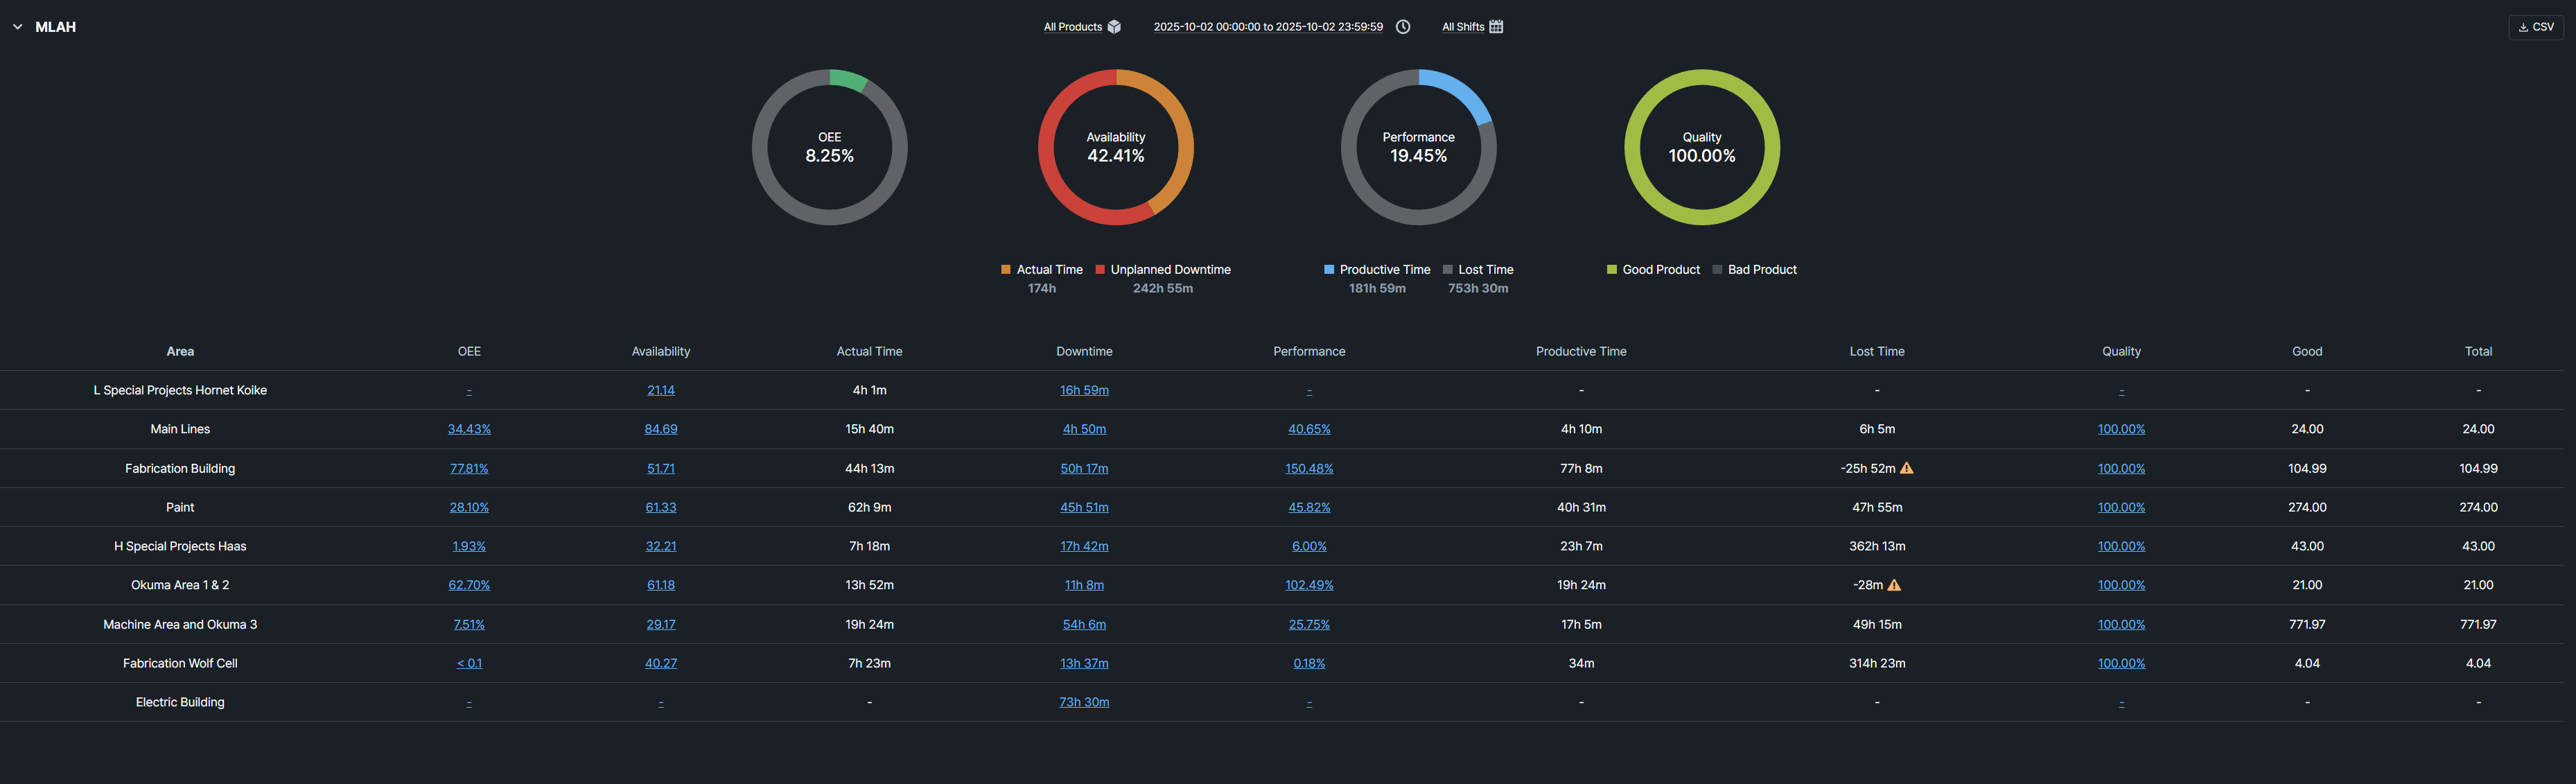 MLAH
All Products 2025-10-02 00:00:00 to 2025-10-02 23:59:59 All Shifts
CSV
OEE
8.25%
Availability
42.41%
Performance
19.45%
Quality
100.00%
Actual Time Unplanned Downtime
174h 242h 55m
Productive Time Lost Time
181h 59m 753h 30m
Good Product Bad Product
Area OEE Availability Actual Time Downtime Performance Productive Time Lost Time Quality Good Total
L Special Projects Hornet Koike - 21.14 4h 1m 16h 59m - - - - - -
Main Lines 34.43% 84.69 15h 40m 4h 50m 40.65% 4h 10m 6h 5m 100.00% 24.00 24.00
Fabrication Building 77.81% 51.71 44h 13m 50h 17m 150.48% 77h 8m -25h 52m 100.00% 104.99 104.99
Paint 28.10% 61.33 62h 9m 45h 51m 45.82% 40h 31m 47h 55m 100.00% 274.00 274.00
H Special Projects Haas 1.93% 32.21 7h 18m 17h 42m 6.00% 23h 7m 362h 13m 100.00% 43.00 43.00
Okuma Area 1 & 2 62.70% 61.18 13h 52m 11h 8m 102.49% 19h 24m -28m 100.00% 21.00 21.00
Machine Area and Okuma 3 7.51% 29.17 19h 24m 54h 6m 25.75% 17h 5m 49h 15m 100.00% 771.97 771.97
Fabrication Wolf Cell < 0.1 40.27 7h 23m 13h 37m 0.18% 34m 314h 23m 100.00% 4.04 4.04
Electric Building - - - 73h 30m - - - - - -